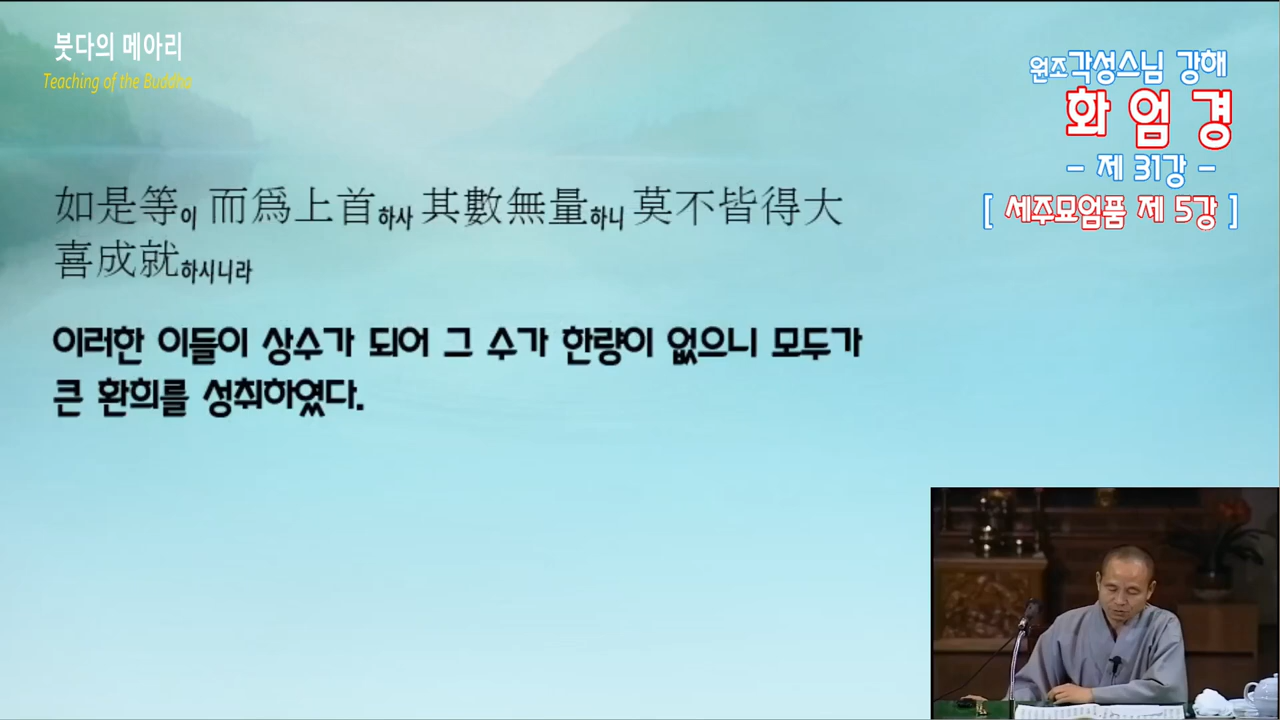 붓다의 메아리
Teaching of the Buddha
원조각성스님 강해
화엄경
- 제 31강 -
[ 세주묘엄품 제 5강 ]
如是等이 而爲上首하사 其數無量하니 莫不皆得大
喜成就하시니라
이러한 이들이 상수가 되어 그 수가 한량이 없으니 모두가
큰 환희를 성취하였다.